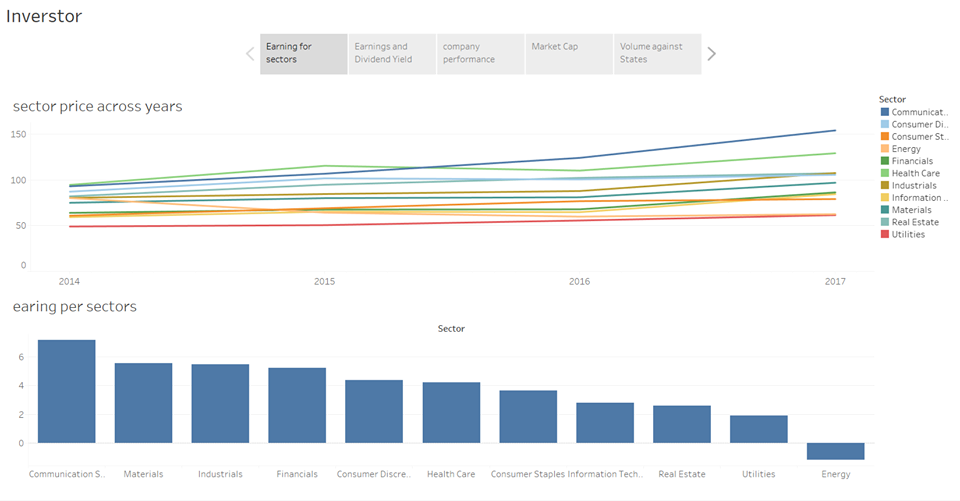 Inverstor
Earning for
sectors
Earnings and
Dividend Yield
company
performance
Market Cap
Volume against
States
sector price across years
150
100
50
0
2014
2015
2016
2017
Sector
Communicat..
Consumer Di..
Consumer St..
Energy
Financials
Health Care
Industrials
Information ..
Materials
Real Estate
Utilities
earing per sectors
Sector
6
4
2
0
Communication S..
Materials
Industrials
Financials
Consumer Discre..
Health Care
Consumer Staples
Information Tech..
Real Estate
Utilities
Energy